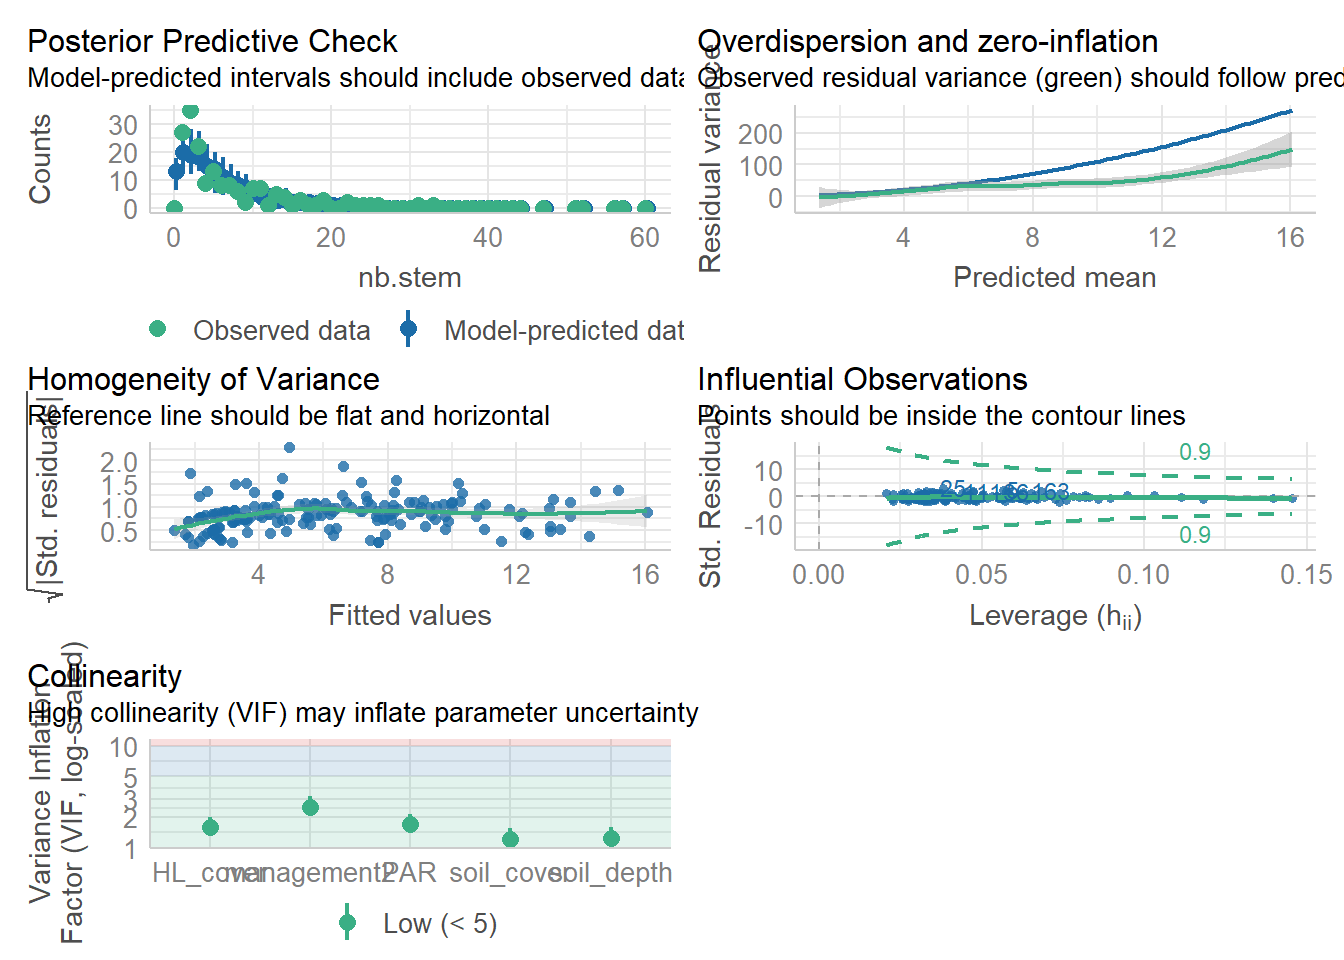 Posterior Predictive Check
Model-predicted intervals should include observed data
Counts
30
20
10
0
0
20
40
60
nb.stem
Observed data
Model-predicted dat
Overdispersion and zero-inflation
Observed residual variance (green) should follow pred
Residual variance
200
100
0
4
8
12
16
Predicted mean
Homogeneity of Variance
Reference line should be flat and horizontal
√|Std. residuals|
2.0
1.5
1.0
0.5
4
8
12
16
Fitted values
Influential Observations
Points should be inside the contour lines
Std. Residuals
10
0
-10
0.9
0.9
0.00
0.05
0.10
0.15
Leverage (hᵢᵢ)
Collinearity
High collinearity (VIF) may inflate parameter uncertainty
Variance Inflation
Factor (VIF, log-scaled)
10
5
3
2
1
HL_cover
management2
PAR
soil_cover
soil_depth
Low (< 5)